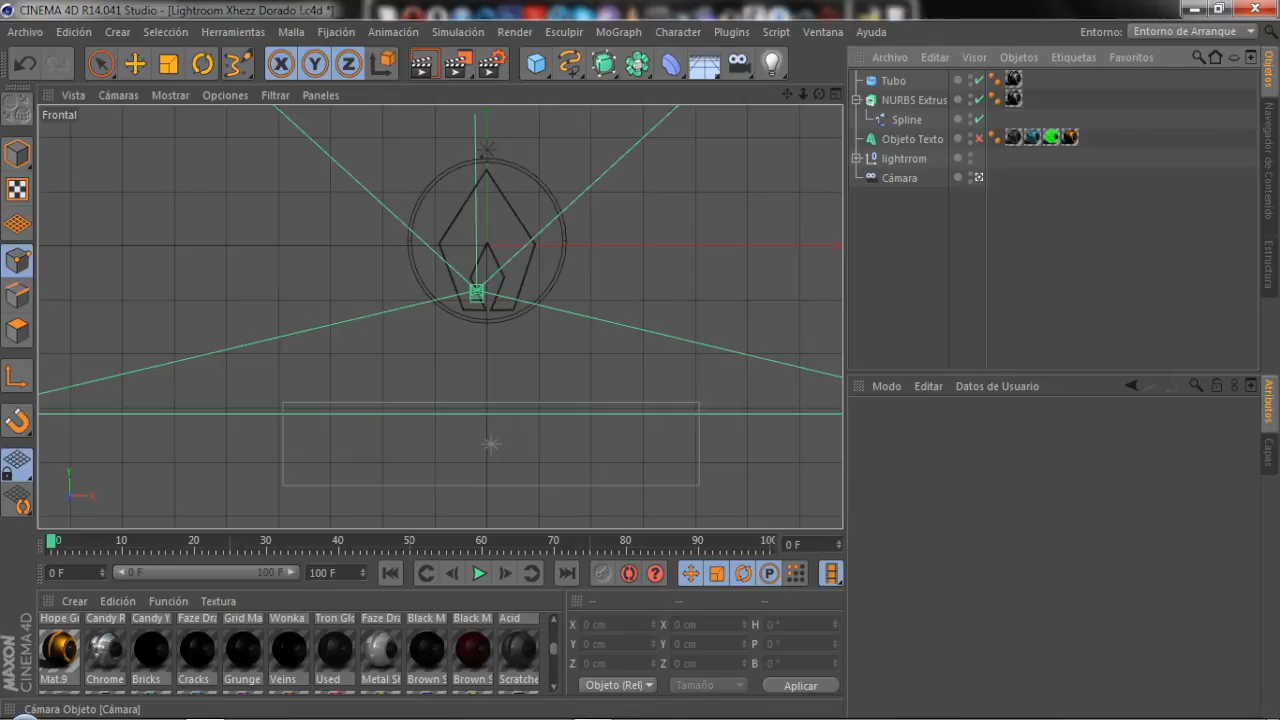 CINEMA 4D R14.041 Studio - [Lightroom Xhezz Dorado !.c4d *]
Archivo Edición Crear Selección Herramientas Malla Fijación Animación Simulación Render Esculpir MoGraph Character Plugins Script Ventana Ayuda Entorno: Entorno de Arranque
X Y Z
Archivo Editar Visor Objetos Etiquetas Favoritos
Vista Cámaras Mostrar Opciones Filtrar Paneles
Frontal
Tubo
NURBS Extrus
Spline
Objeto Texto
lightrrom
Cámara
Objetos
Navegador de Contenido
Estructura
Modo Editar Datos de Usuario
Atributos
Capas
Y
X
0 10 20 30 40 50 60 70 80 90 100 0 F
0 F 0 F 100 F 100 F
P
Crear Edición Función Textura
-- -- --
Hope Gi Candy R Candy Y Faze Dra Grid Ma Wonka Tron Glo Faze Dra Black M Black M Acid
Mat.9 Chrome Bricks Cracks Grunge Veins Used Metal Sh Brown S Brown S Scratche
X 0 cm X 0 cm H 0 °
Y 0 cm Y 0 cm P 0 °
Z 0 cm Z 0 cm B 0 °
Objeto (Rel) Tamaño Aplicar
MAXON
CINEMA 4D
Cámara Objeto [Cámara]